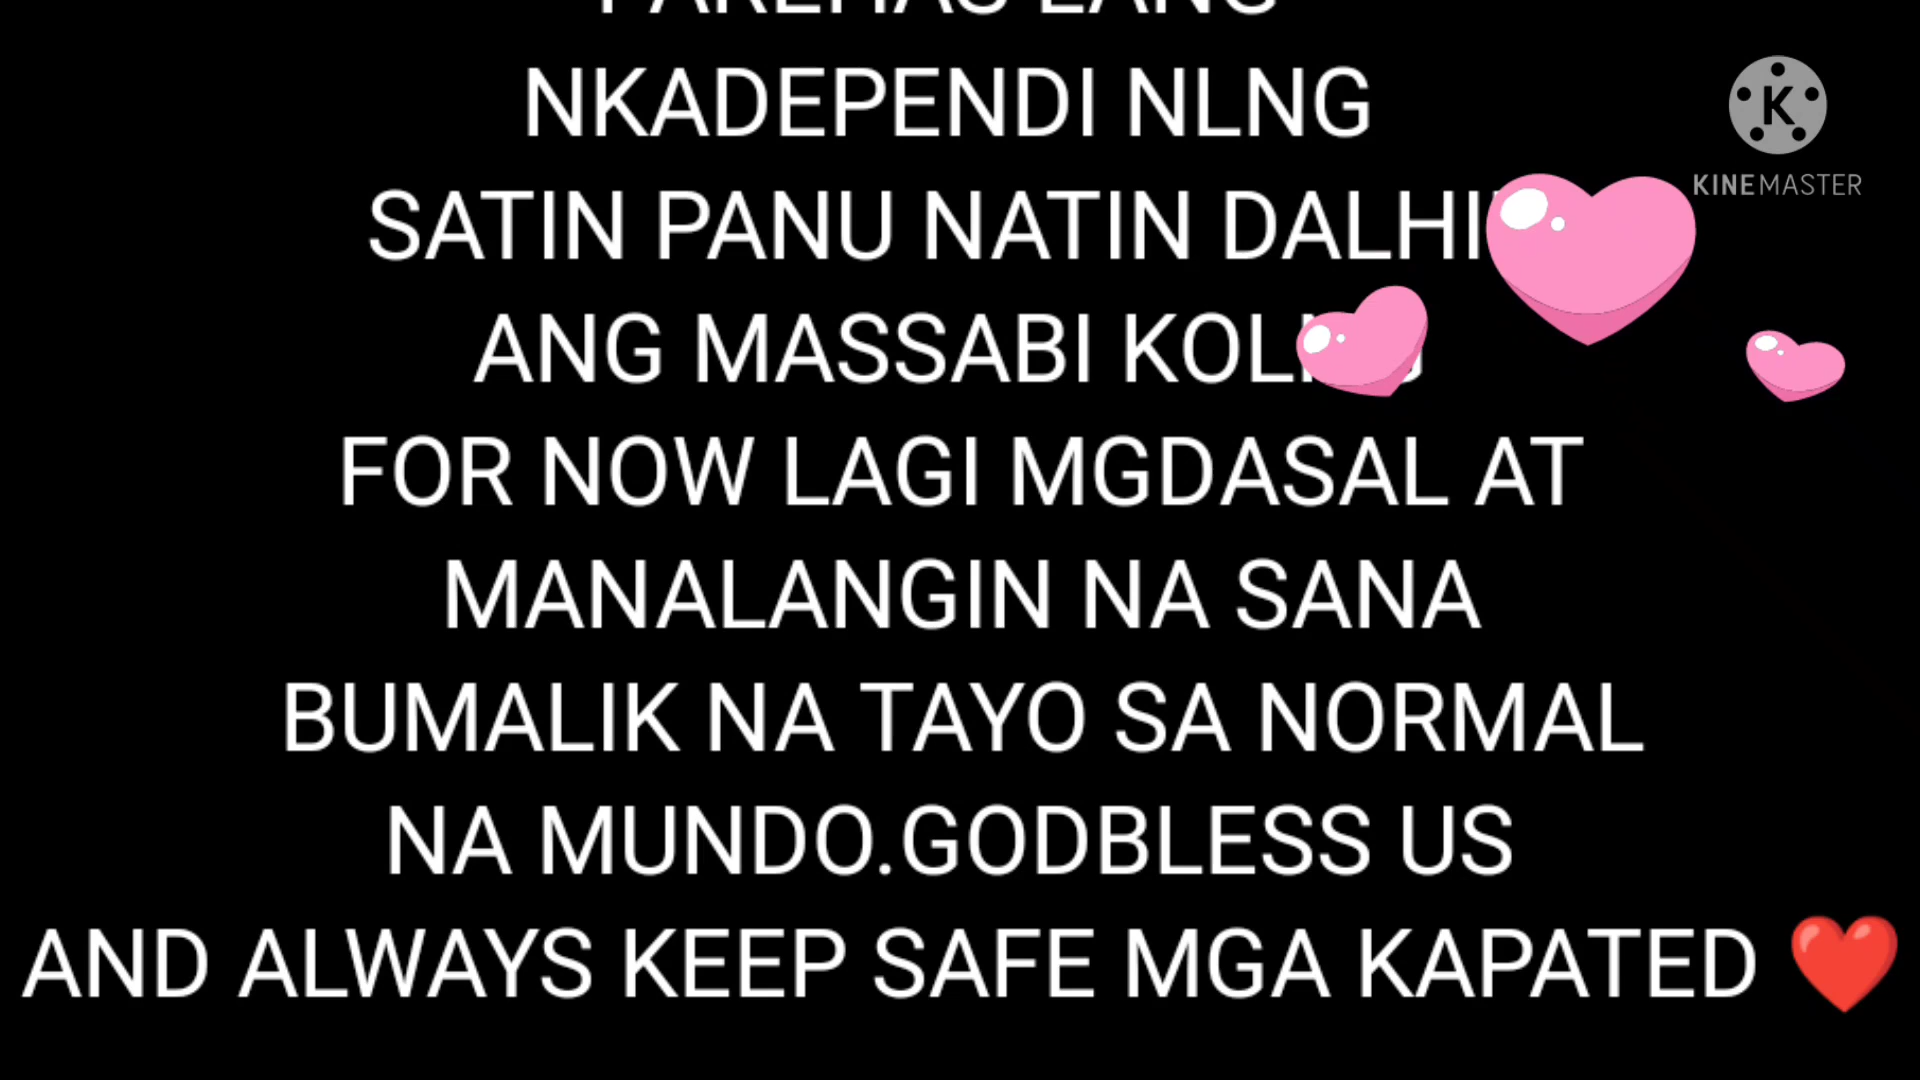 LANG
NKADEPENDI NLNG
SATIN PANU NATIN DALHI
ANG MASSABI
FOR NOW LAGI MGDASAL AT
MANALANGIN NA SANA
BUMALIK NA TAYO SA NORMAL
NA MUNDO.GODBLESS US
AND ALWAYS KEEP SAFE MGA KAPATED ❤️
K
KINEMASTER